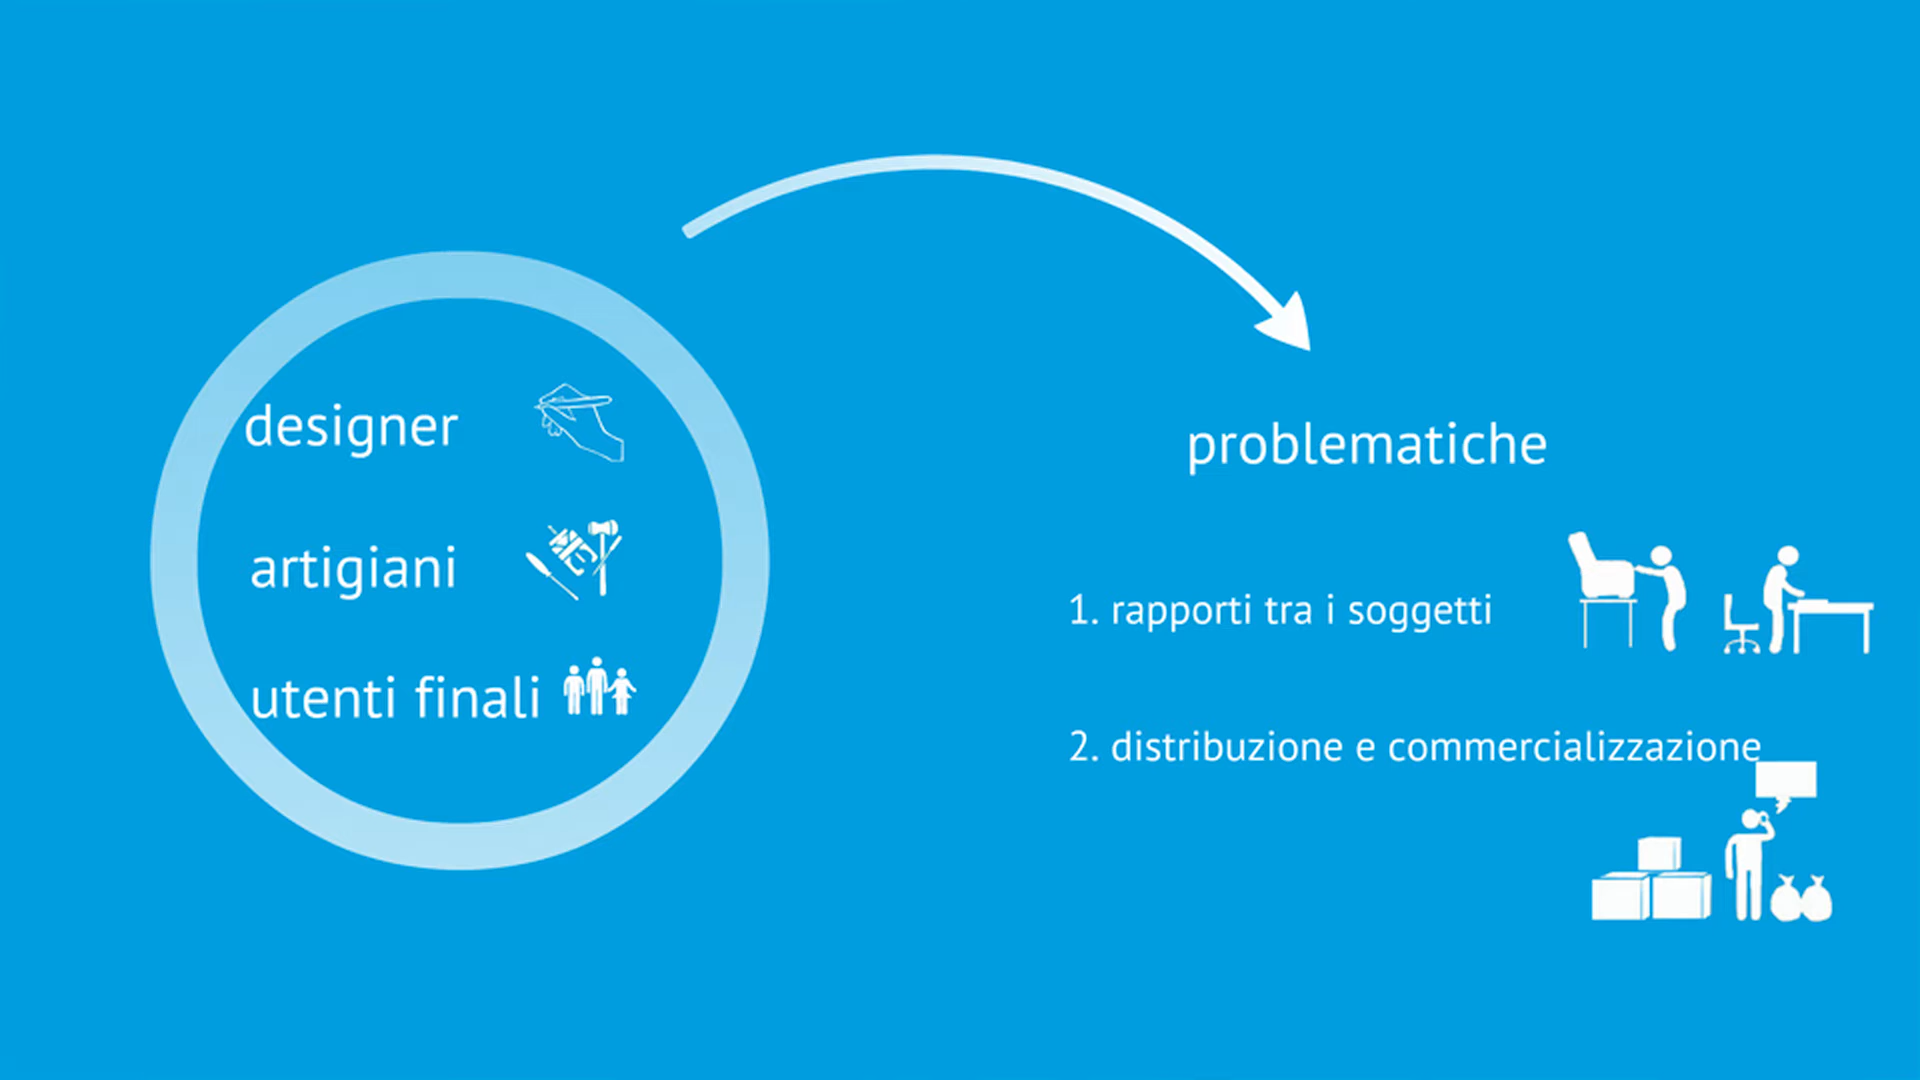 designer
artigiani
utenti finali
problematiche
1. rapporti tra i soggetti
2. distribuzione e commercializzazione